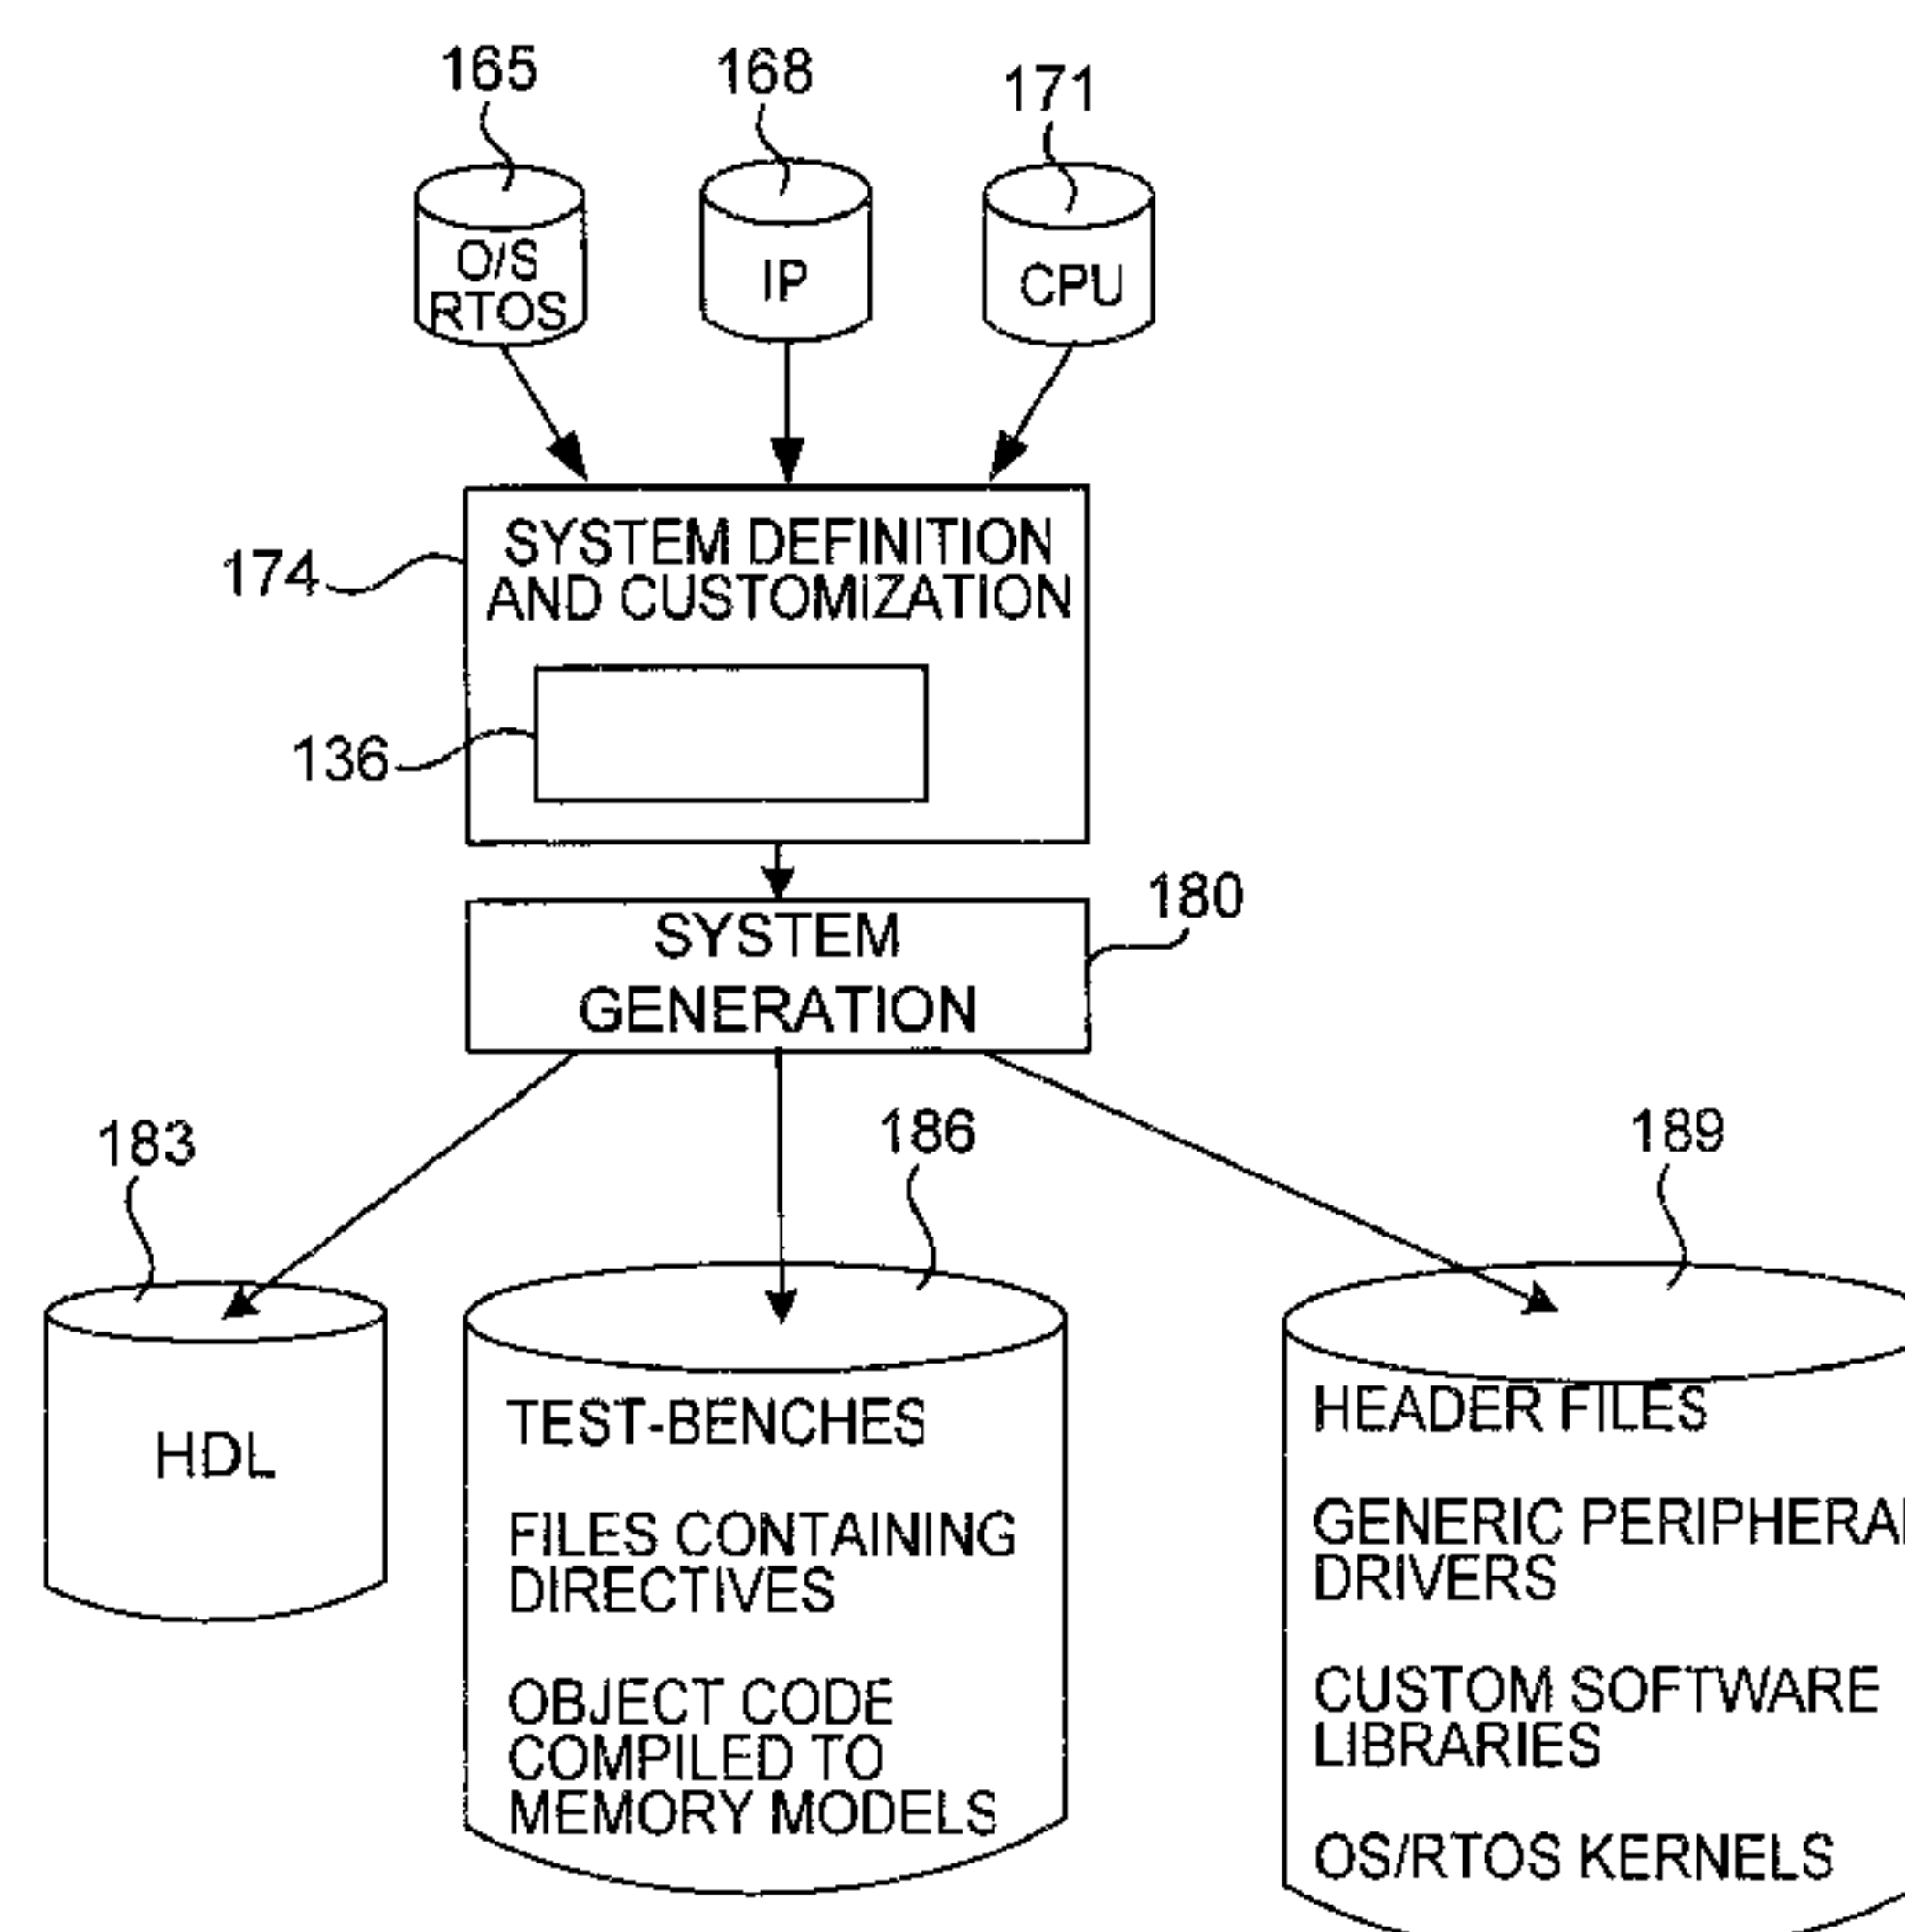 165
168
171
O/S
RTOS
IP
CPU
174
SYSTEM DEFINITION
AND CUSTOMIZATION
136
180
SYSTEM
GENERATION
183
186
189
HDL
TEST-BENCHES
FILES CONTAINING
DIRECTIVES
OBJECT CODE
COMPILED TO
MEMORY MODELS
HEADER FILES
GENERIC PERIPHERAL
DRIVERS
CUSTOM SOFTWARE
LIBRARIES
OS/RTOS KERNELS